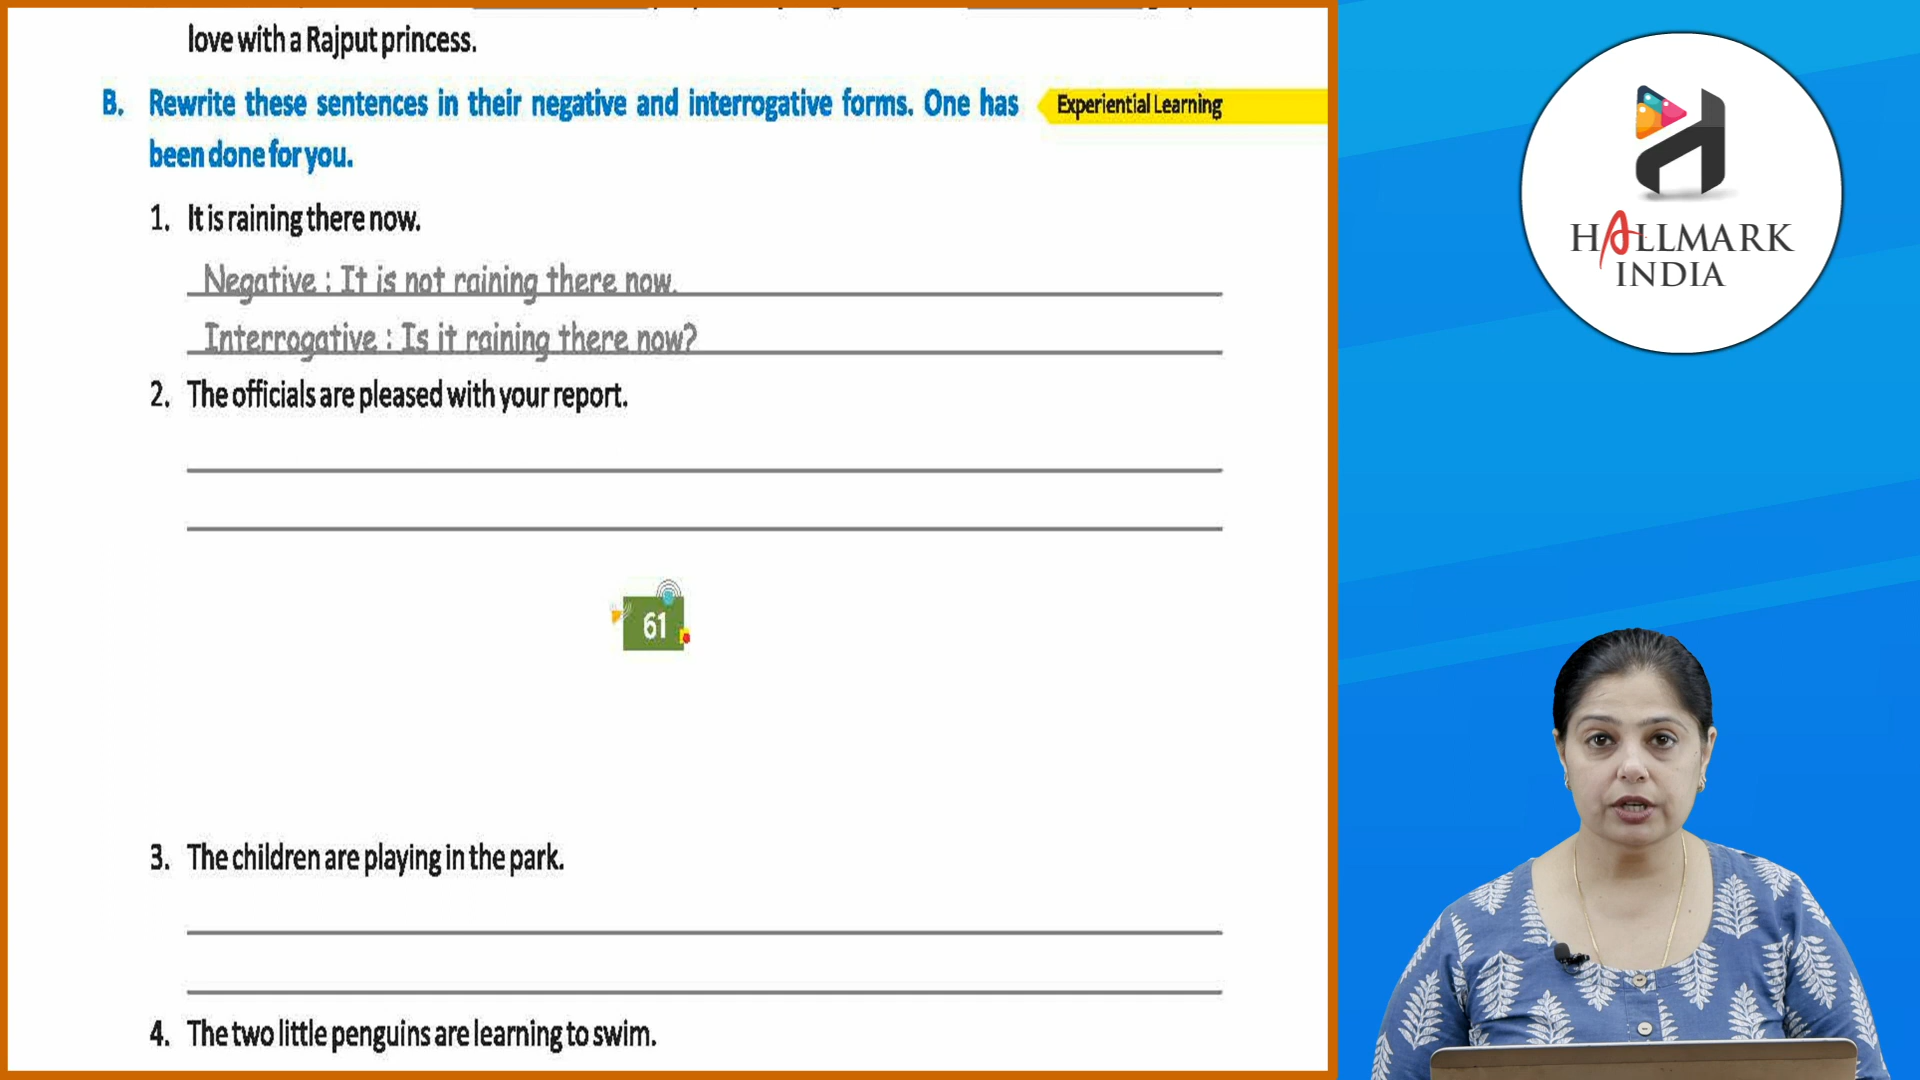 love with a Rajput princess.
B. Rewrite these sentences in their negative and interrogative forms. One has
been done for you.
Experiential Learning
1. It is raining there now.
Negative : It is not raining there now.
Interrogative : Is it raining there now?
2. The officials are pleased with your report.
61
3. The children are playing in the park.
4. The two little penguins are learning to swim.
HALLMARK
INDIA